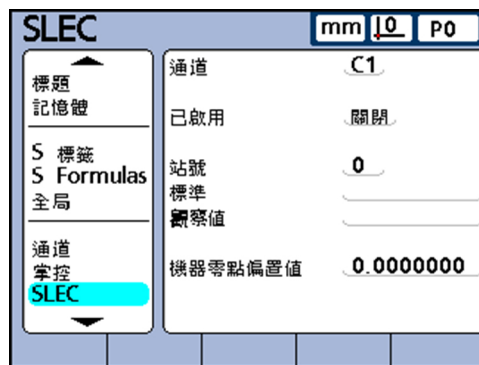 SLEC mm 0 P0
標題
記憶體
S 標籤
S Formulas
全局
通道
掌控
SLEC
通道 C1
已啟用 關閉
站號 0
標準
觀察值
機器零點偏置值 0.0000000